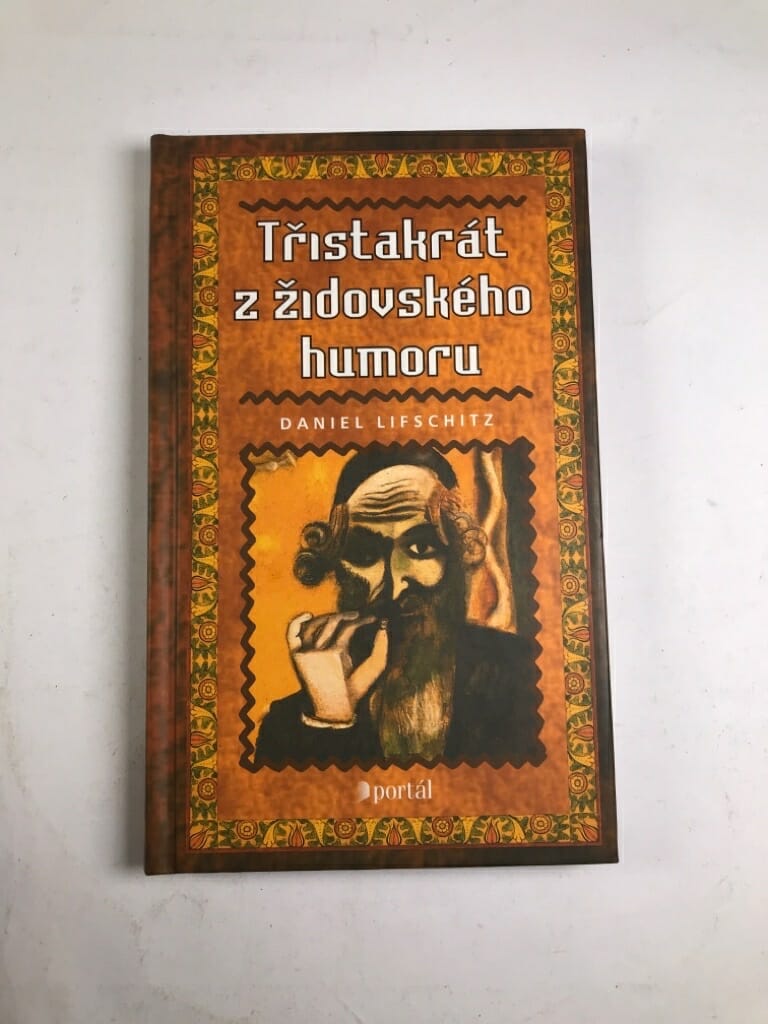 Třistakrát
z židovského
humoru
DANIEL LIFSCHITZ
portál